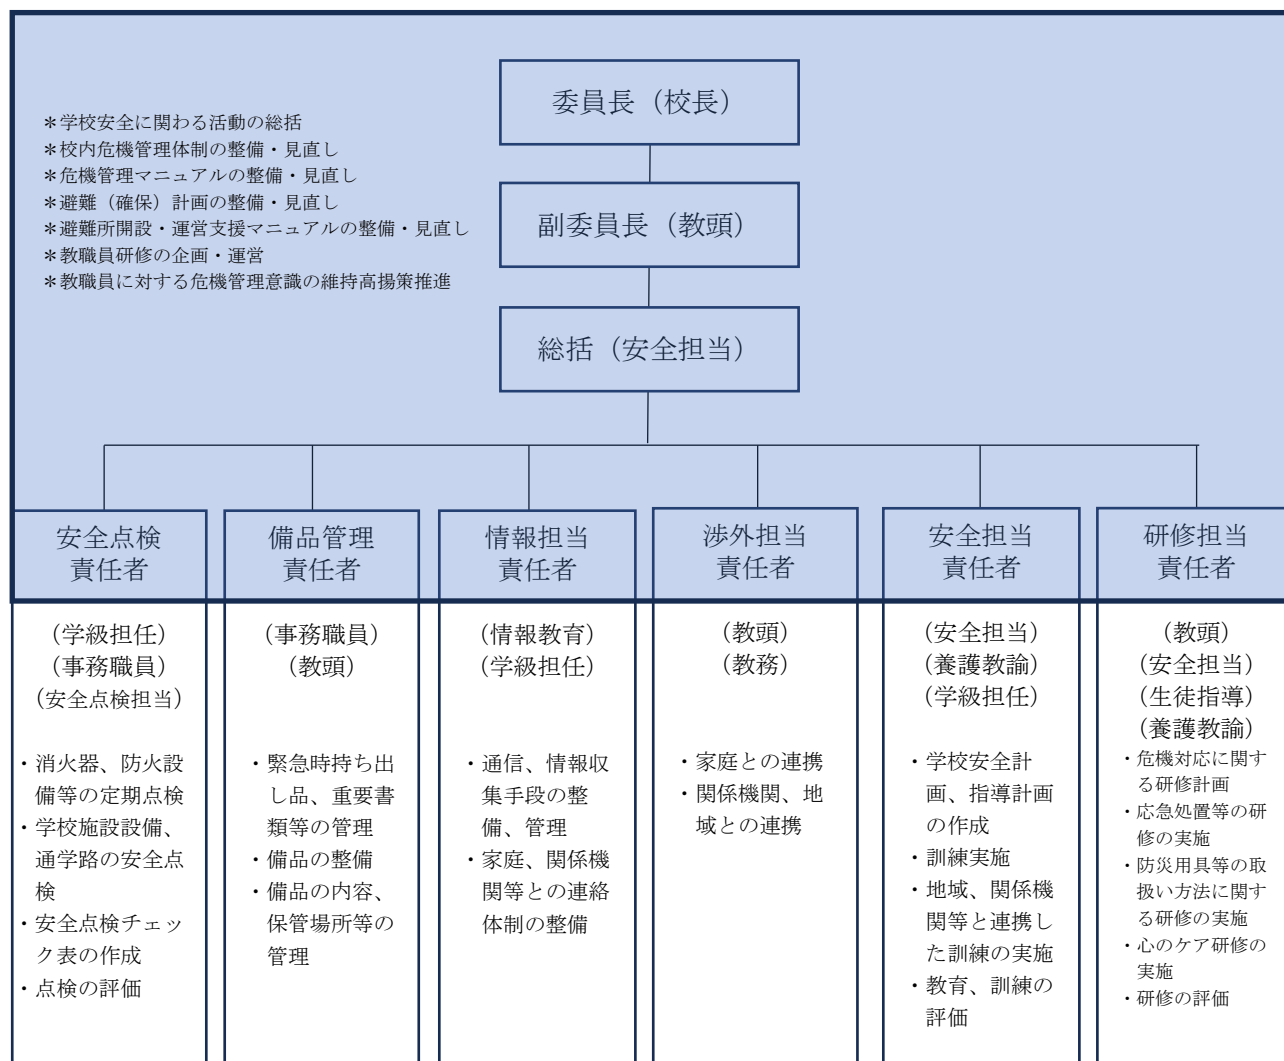 委員長（校長）
＊学校安全に関わる活動の総括
＊校内危機管理体制の整備・見直し
＊危機管理マニュアルの整備・見直し
＊避難（確保）計画の整備・見直し
＊避難所開設・運営支援マニュアルの整備・見直し
＊教職員研修の企画・運営
＊教職員に対する危機管理意識の維持高揚策推進
副委員長（教頭）
総括（安全担当）
安全点検
責任者
（学級担任）
（事務職員）
（安全点検担当）
・消火器、防火設
備等の定期点検
・学校施設設備、
通学路の安全点
検
・安全点検チェッ
ク表の作成
・点検の評価
備品管理
責任者
（事務職員）
（教頭）
・緊急時持ち出
し品、重要書
類等の管理
・備品の整備
・備品の内容、
保管場所等の
管理
情報担当
責任者
（情報教育）
（学級担任）
・通信、情報収
集手段の整
備、管理
・家庭、関係機
関等との連絡
体制の整備
渉外担当
責任者
（教頭）
（教務）
・家庭との連携
・関係機関、地
域との連携
安全担当
責任者
（安全担当）
（養護教諭）
（学級担任）
・学校安全計
画、指導計画
の作成
・訓練実施
・地域、関係機
関等と連携し
た訓練の実施
・教育、訓練の
評価
研修担当
責任者
（教頭）
（安全担当）
（生徒指導）
（養護教諭）
・危機対応に関す
る研修計画
・応急処置等の研
修の実施
・防災用具等の取
扱い方法に関す
る研修の実施
・心のケア研修の
実施
・研修の評価